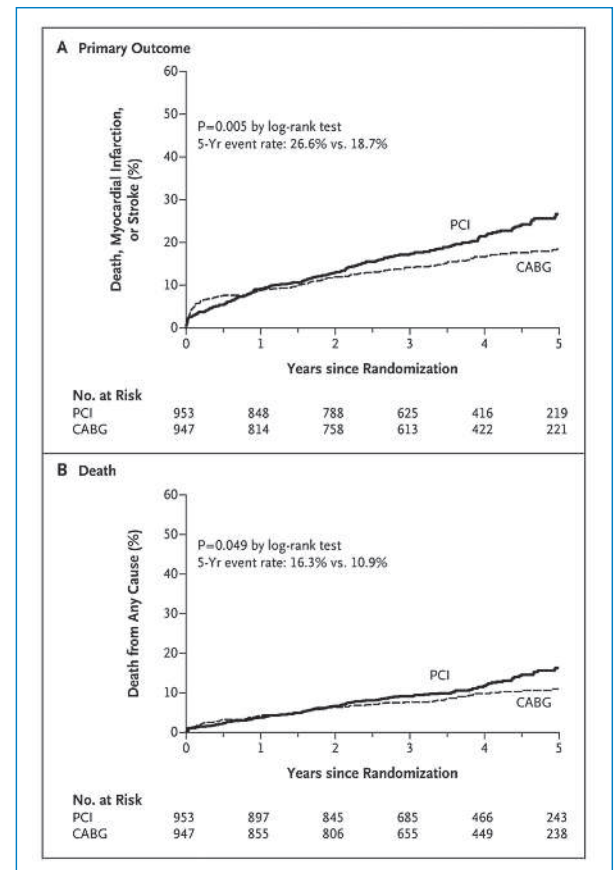 A Primary Outcome
60
50
40
30
20
10
0
Death, Myocardial Infarction,
or Stroke (%)
P=0.005 by log-rank test
5-Yr event rate: 26.6% vs. 18.7%
PCI
CABG
0 1 2 3 4 5
Years since Randomization
No. at Risk
PCI 953 848 788 625 416 219
CABG 947 814 758 613 422 221
B Death
60
50
40
30
20
10
0
Death from Any Cause (%)
P=0.049 by log-rank test
5-Yr event rate: 16.3% vs. 10.9%
PCI
CABG
0 1 2 3 4 5
Years since Randomization
No. at Risk
PCI 953 897 845 685 466 243
CABG 947 855 806 655 449 238